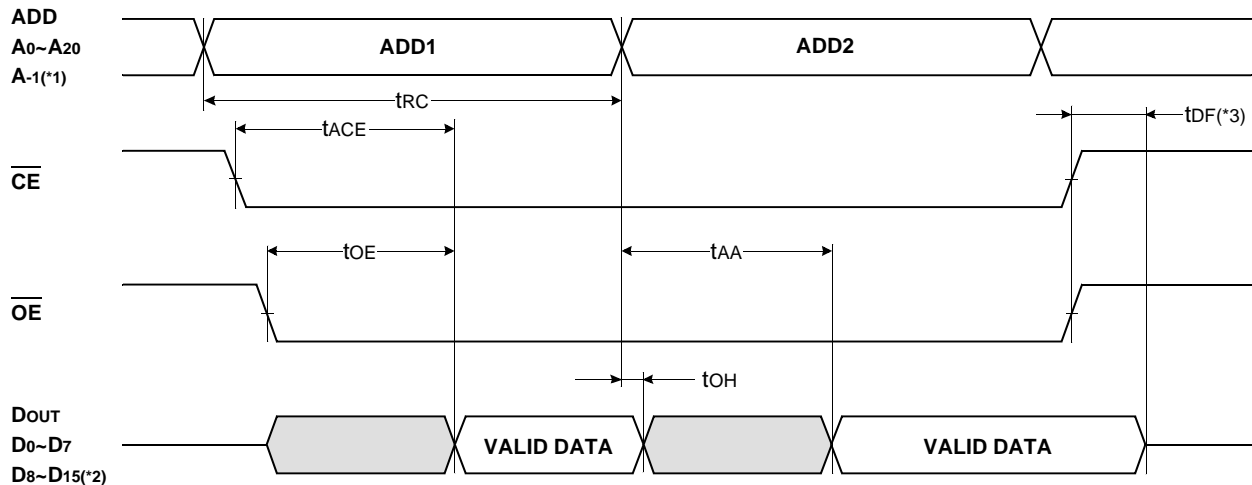 ADD
A0~A20
A-1(*1)
ADD1
ADD2
tRC
tACE
tDF(*3)
CE
tOE
tAA
OE
tOH
DOUT
D0~D7
D8~D15(*2)
VALID DATA
VALID DATA